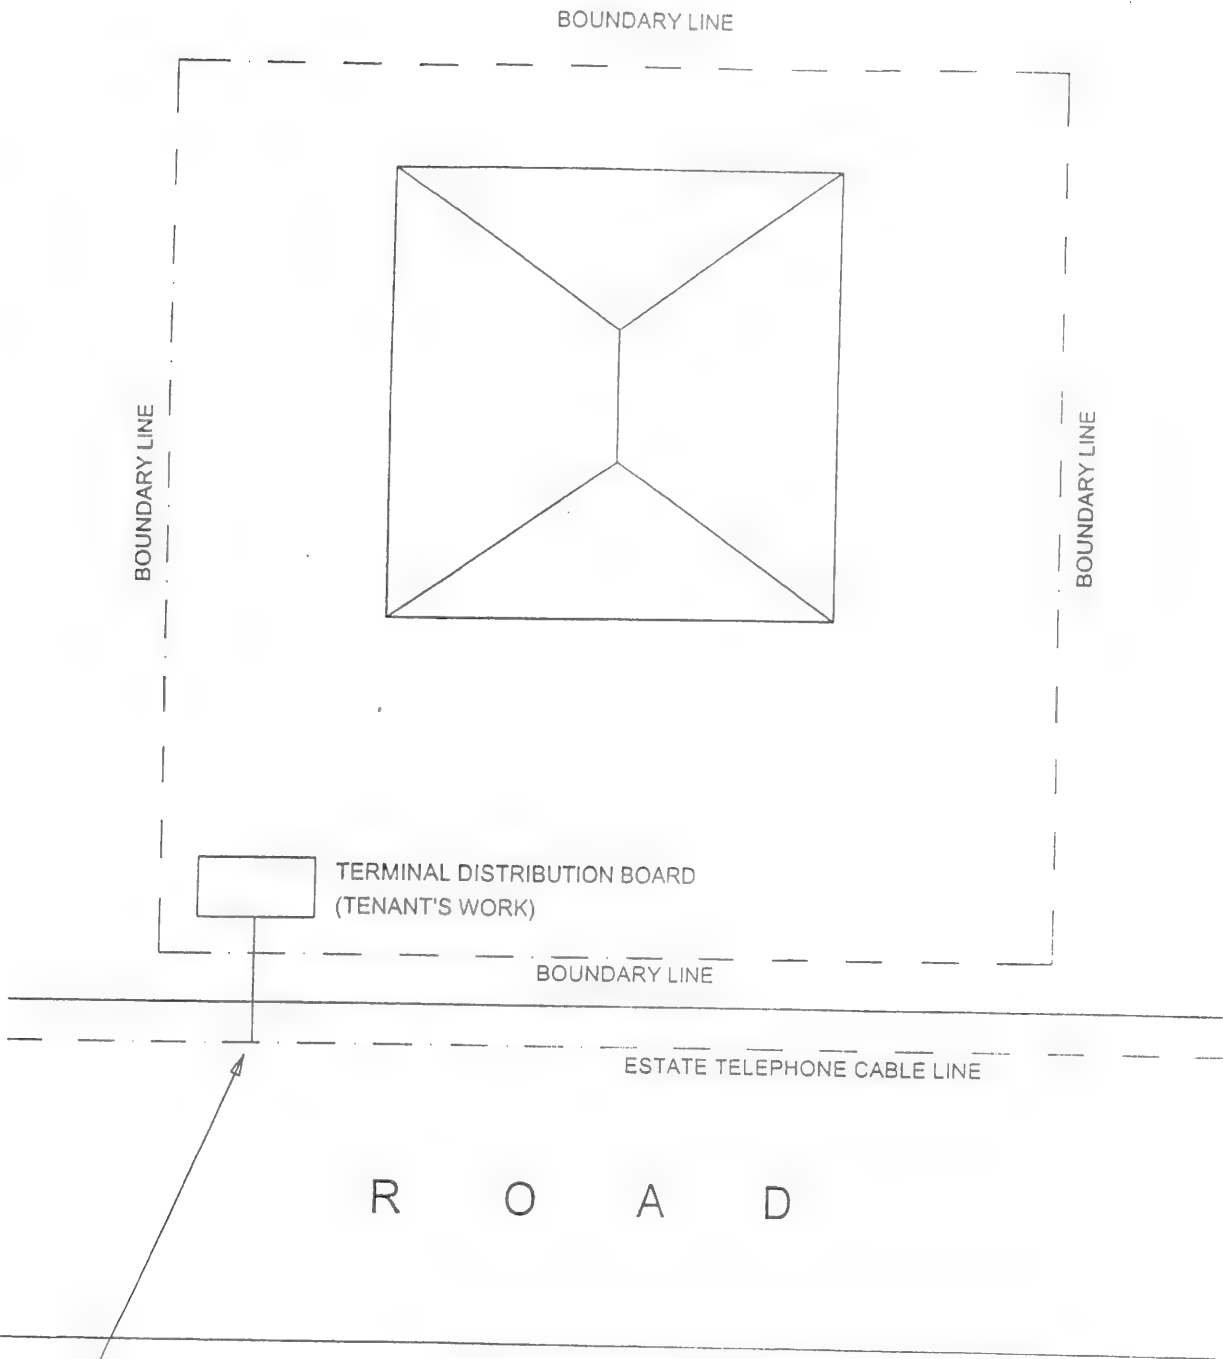 BOUNDARY LINE
BOUNDARY LINE
BOUNDARY LINE
TERMINAL DISTRIBUTION BOARD
(TENANT'S WORK)
BOUNDARY LINE
ESTATE TELEPHONE CABLE LINE
R O A D